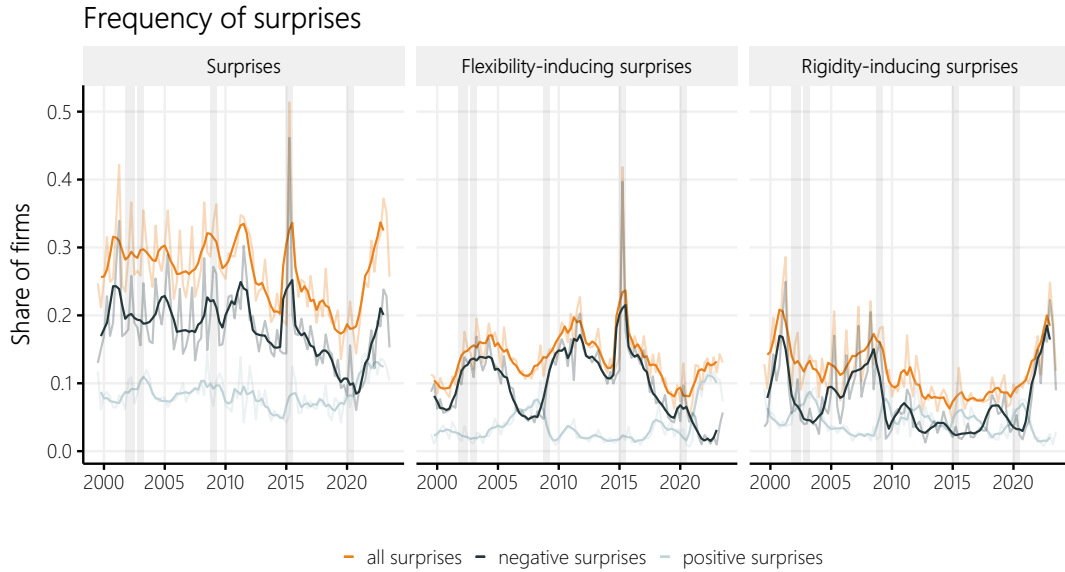 Frequency of surprises
Surprises
Flexibility-inducing surprises
Rigidity-inducing surprises
Share of firms
0.5
0.4
0.3
0.2
0.1
0.0
2000 2005 2010 2015 2020
2000 2005 2010 2015 2020
2000 2005 2010 2015 2020
all surprises negative surprises positive surprises